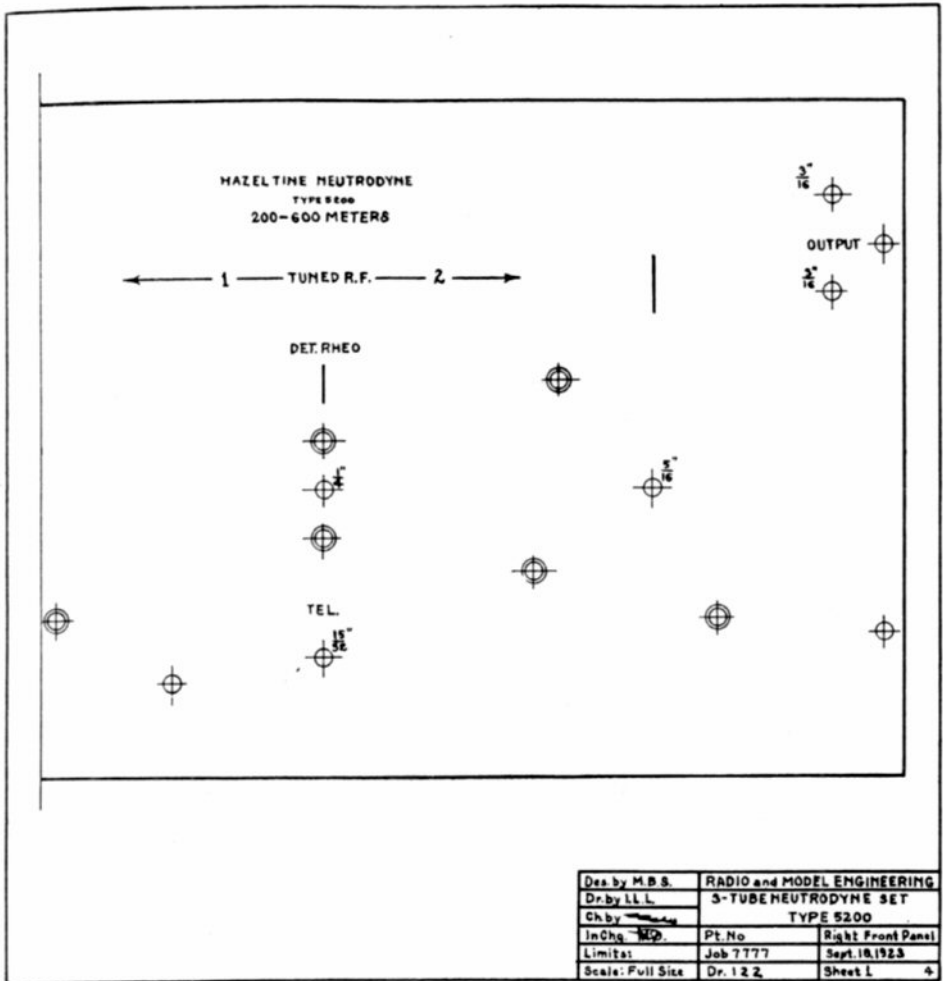 HAZELTINE NEUTRODYNE
TYPE 5200
200-600 METERS
1 TUNED R.F. 2
3"
16
OUTPUT
3"
16
DET. RHEO
1"
4
5"
16
TEL.
15"
32
Des. by M.B.S. RADIO and MODEL ENGINEERING
Dr. by L.L.L. 3-TUBE NEUTRODYNE SET
Ch. by TYPE 5200
In Chg. Pt. No Right Front Panel
Limits: Job 7777 Sept. 18, 1923
Scale: Full Size Dr. 122 Sheet 1 4